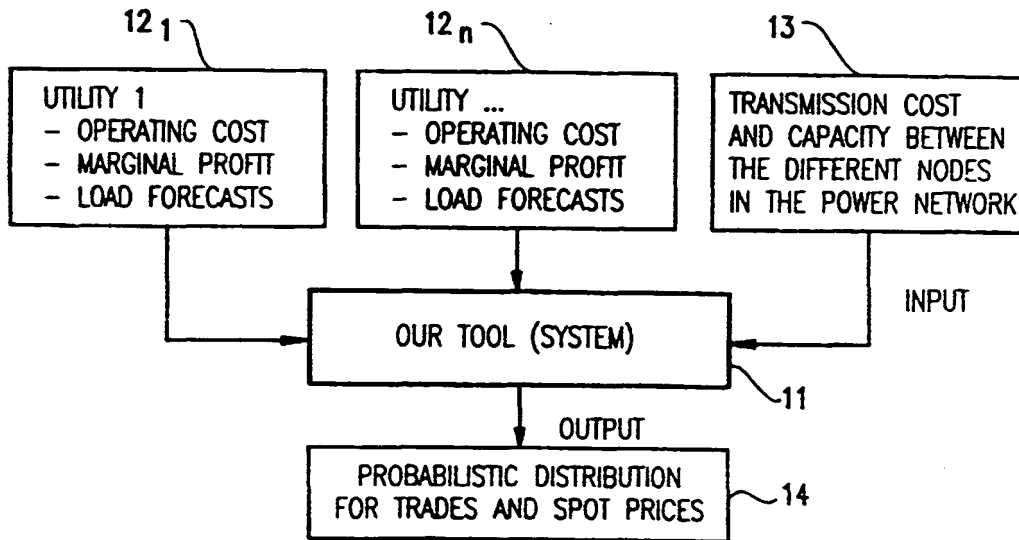 12 1
UTILITY 1
- OPERATING COST
- MARGINAL PROFIT
- LOAD FORECASTS
12 n
UTILITY ...
- OPERATING COST
- MARGINAL PROFIT
- LOAD FORECASTS
13
TRANSMISSION COST
AND CAPACITY BETWEEN
THE DIFFERENT NODES
IN THE POWER NETWORK
INPUT
OUR TOOL (SYSTEM)
11
OUTPUT
PROBABILISTIC DISTRIBUTION
FOR TRADES AND SPOT PRICES
14